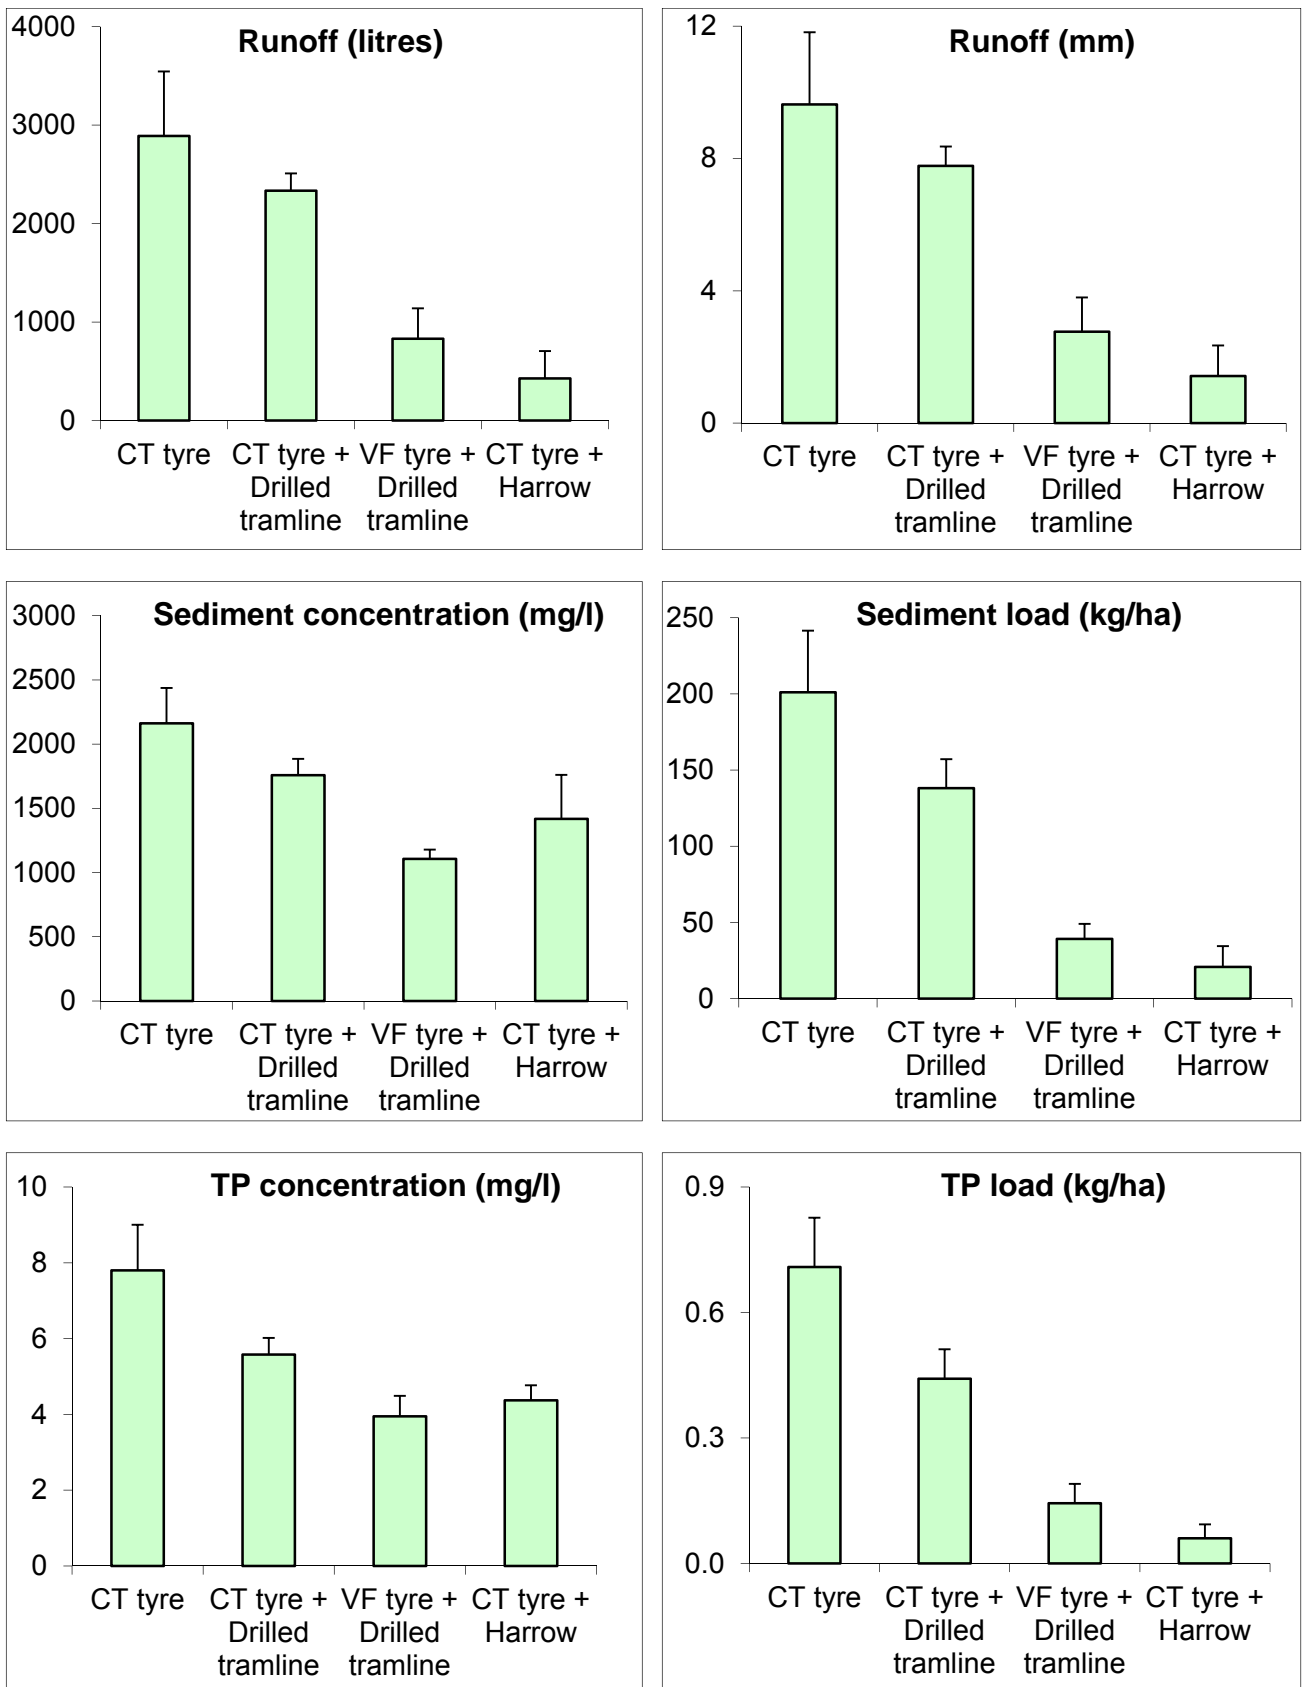 Runoff (litres)
4000
3000
2000
1000
0
CT tyre
CT tyre +
Drilled
tramline
VF tyre +
Drilled
tramline
CT tyre +
Harrow
Runoff (mm)
12
8
4
0
CT tyre
CT tyre +
Drilled
tramline
VF tyre +
Drilled
tramline
CT tyre +
Harrow
Sediment concentration (mg/l)
3000
2500
2000
1500
1000
500
0
CT tyre
CT tyre +
Drilled
tramline
VF tyre +
Drilled
tramline
CT tyre +
Harrow
Sediment load (kg/ha)
250
200
150
100
50
0
CT tyre
CT tyre +
Drilled
tramline
VF tyre +
Drilled
tramline
CT tyre +
Harrow
TP concentration (mg/l)
10
8
6
4
2
0
CT tyre
CT tyre +
Drilled
tramline
VF tyre +
Drilled
tramline
CT tyre +
Harrow
TP load (kg/ha)
0.9
0.6
0.3
0.0
CT tyre
CT tyre +
Drilled
tramline
VF tyre +
Drilled
tramline
CT tyre +
Harrow